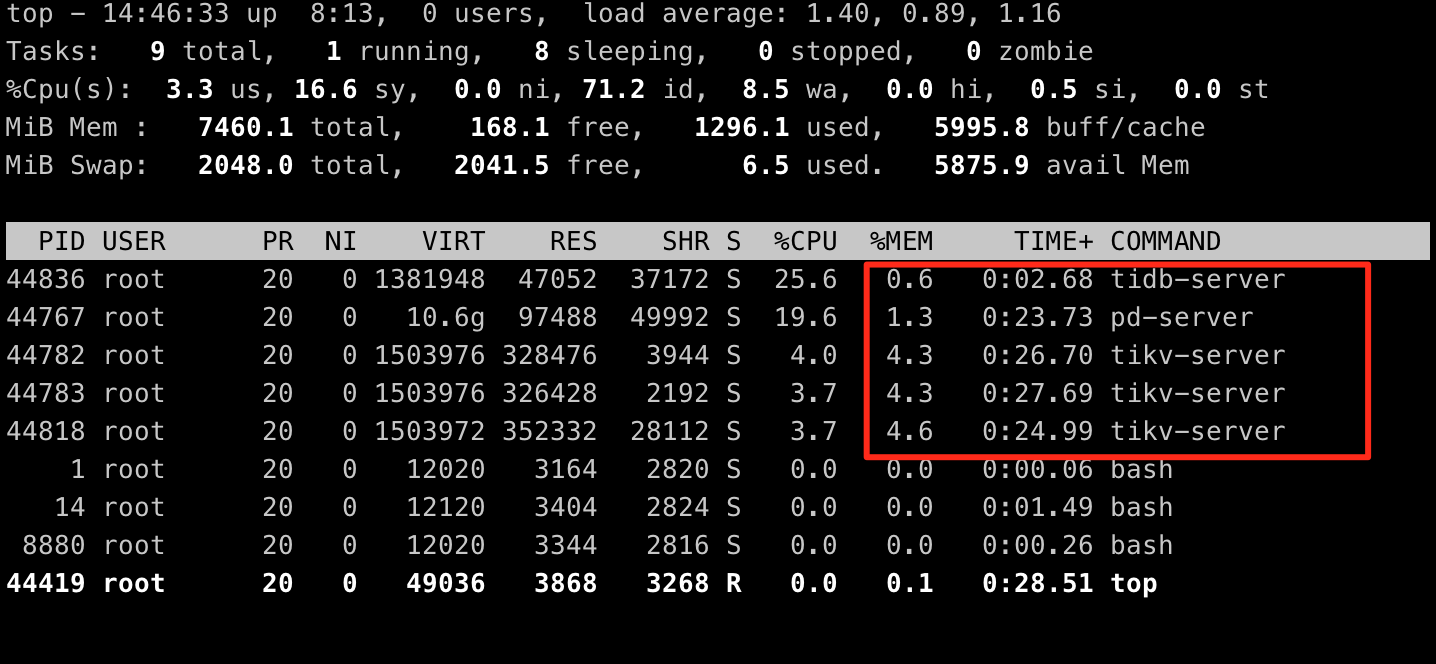 top - 14:46:33 up  8:13,  0 users,  load average: 1.40, 0.89, 1.16
Tasks:   9 total,   1 running,   8 sleeping,   0 stopped,   0 zombie
%Cpu(s):  3.3 us, 16.6 sy,  0.0 ni, 71.2 id,  8.5 wa,  0.0 hi,  0.5 si,  0.0 st
MiB Mem :   7460.1 total,    168.1 free,   1296.1 used,   5995.8 buff/cache
MiB Swap:   2048.0 total,   2041.5 free,      6.5 used.   5875.9 avail Mem
  PID USER      PR  NI    VIRT    RES    SHR S  %CPU  %MEM     TIME+ COMMAND
44836 root      20   0 1381948  47052  37172 S  25.6   0.6   0:02.68 tidb-server
44767 root      20   0   10.6g  97488  49992 S  19.6   1.3   0:23.73 pd-server
44782 root      20   0 1503976 328476   3944 S   4.0   4.3   0:26.70 tikv-server
44783 root      20   0 1503976 326428   2192 S   3.7   4.3   0:27.69 tikv-server
44818 root      20   0 1503972 352332  28112 S   3.7   4.6   0:24.99 tikv-server
    1 root      20   0   12020   3164   2820 S   0.0   0.0   0:00.06 bash
   14 root      20   0   12120   3404   2824 S   0.0   0.0   0:01.49 bash
 8880 root      20   0   12020   3344   2816 S   0.0   0.0   0:00.26 bash
44419 root      20   0   49036   3868   3268 R   0.0   0.1   0:28.51 top